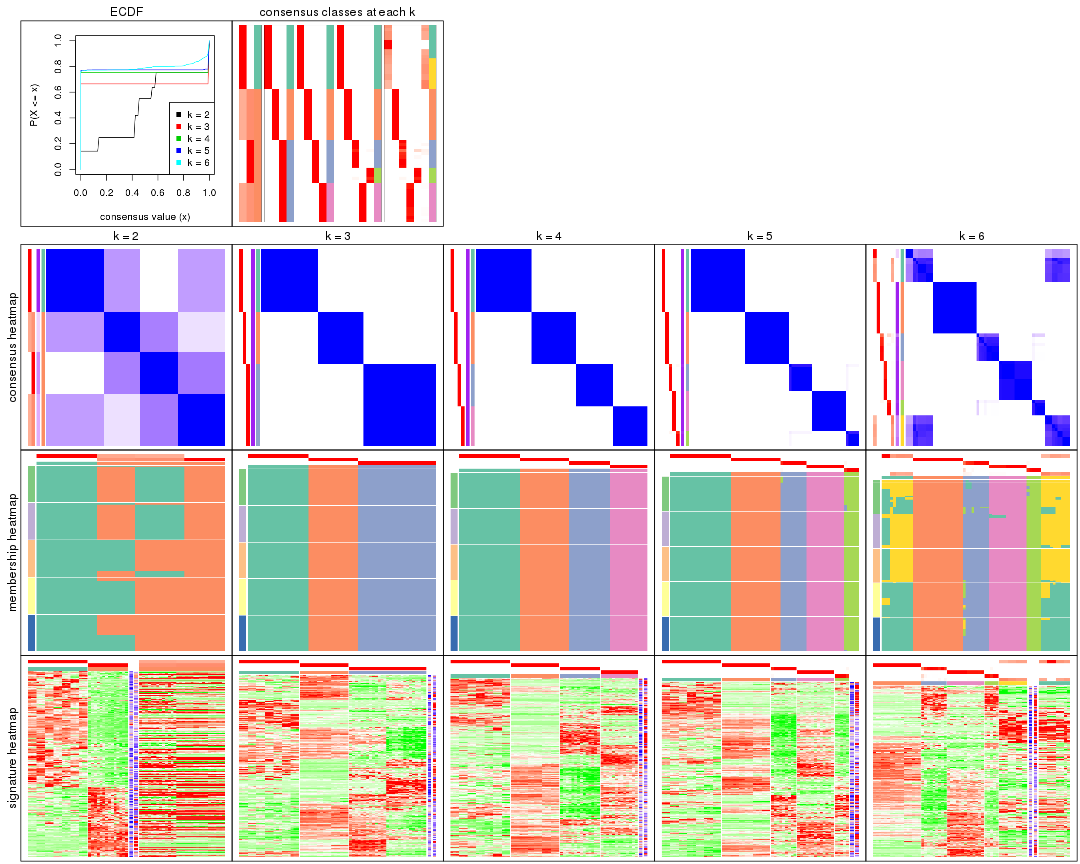 ECDF
consensus classes at each k
P(X <= x)
0.0 0.2 0.4 0.6 0.8 1.0
k = 2
k = 3
k = 4
k = 5
k = 6
0.0 0.2 0.4 0.6 0.8 1.0
consensus value (x)
k = 2
k = 3
k = 4
k = 5
k = 6
consensus heatmap
membership heatmap
signature heatmap